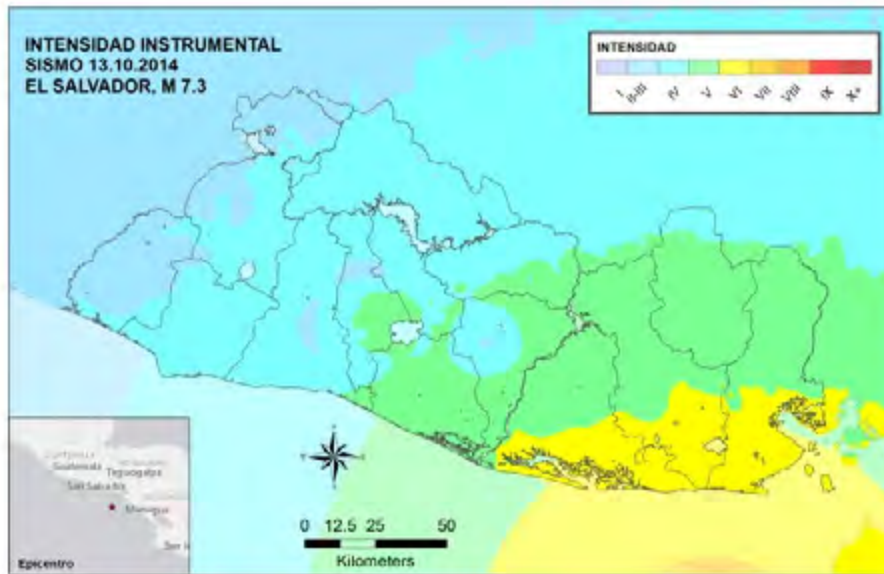 INTENSIDAD INSTRUMENTAL
SISMO 13.10.2014
EL SALVADOR, M 7.3
INTENSIDAD
I II-III IV V VI VII VIII IX X+
Guatemala
Tegucigalpa
San Salvador
Managua
Epicentro
0 12.5 25 50
Kilometers